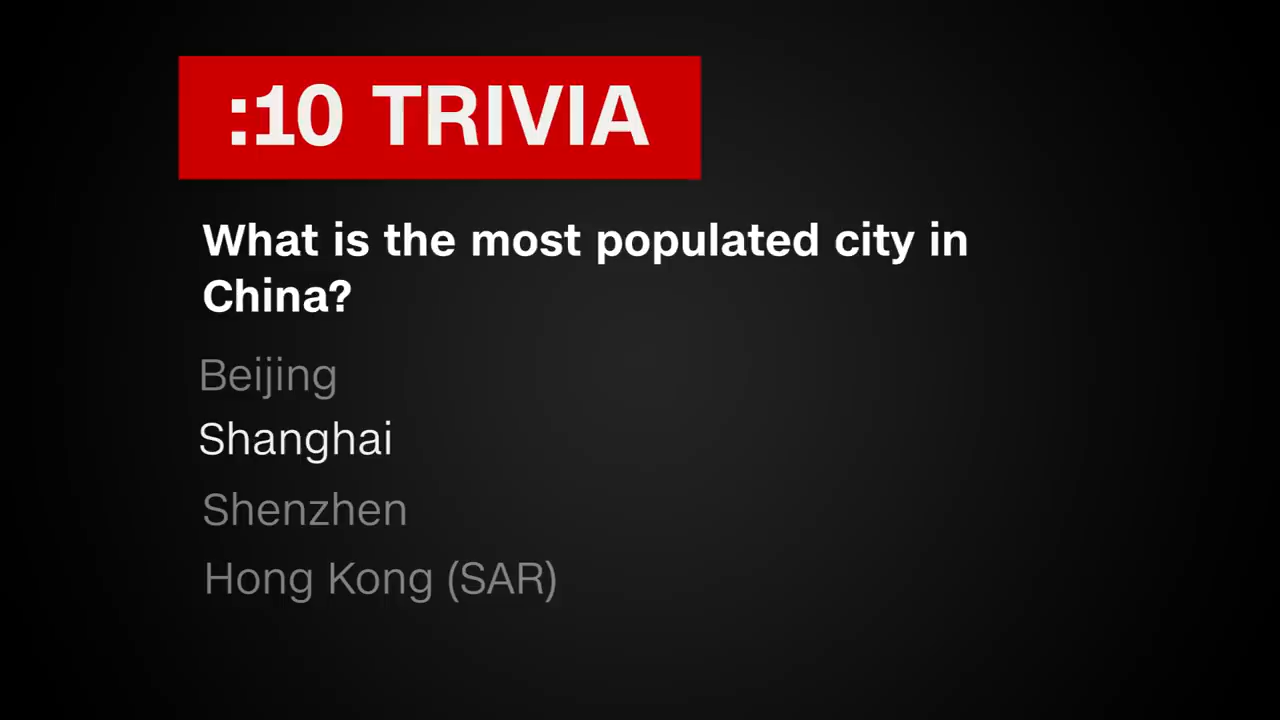 :10 TRIVIA
What is the most populated city in
China?
Beijing
Shanghai
Shenzhen
Hong Kong (SAR)